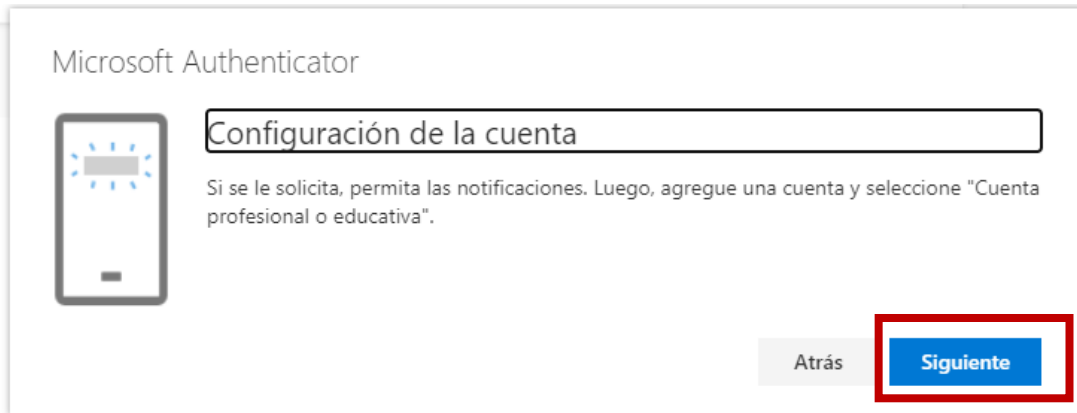 Microsoft Authenticator
Configuración de la cuenta
Si se le solicita, permita las notificaciones. Luego, agregue una cuenta y seleccione "Cuenta
profesional o educativa".
Atrás
Siguiente